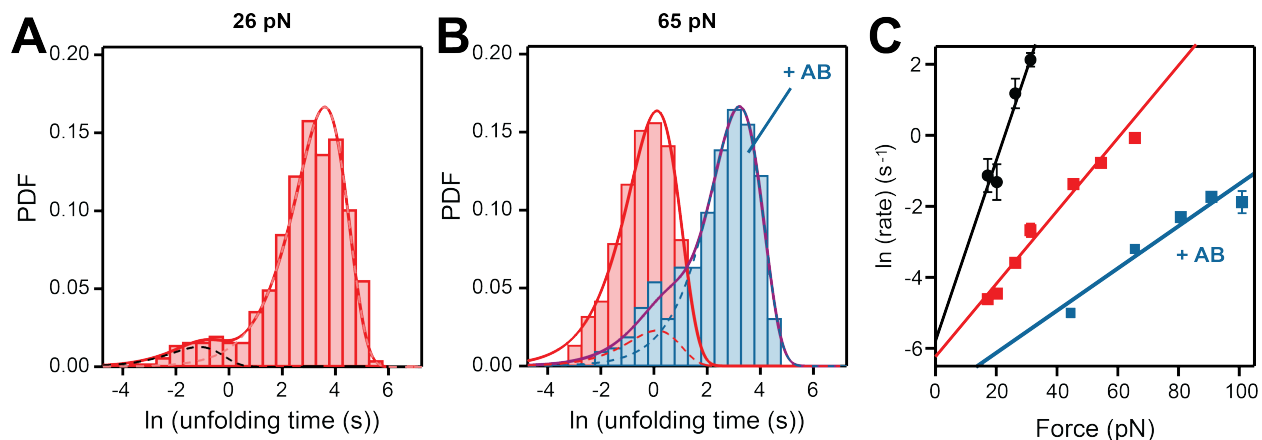 A
26 pN
PDF
0.20
0.15
0.10
0.05
0.00
-4 -2 0 2 4 6
ln (unfolding time (s))
B
65 pN
+ AB
PDF
0.20
0.15
0.10
0.05
0.00
-4 -2 0 2 4 6
ln (unfolding time (s))
C
ln (rate) (s⁻¹)
2
0
-2
-4
-6
+ AB
0 20 40 60 80 100
Force (pN)